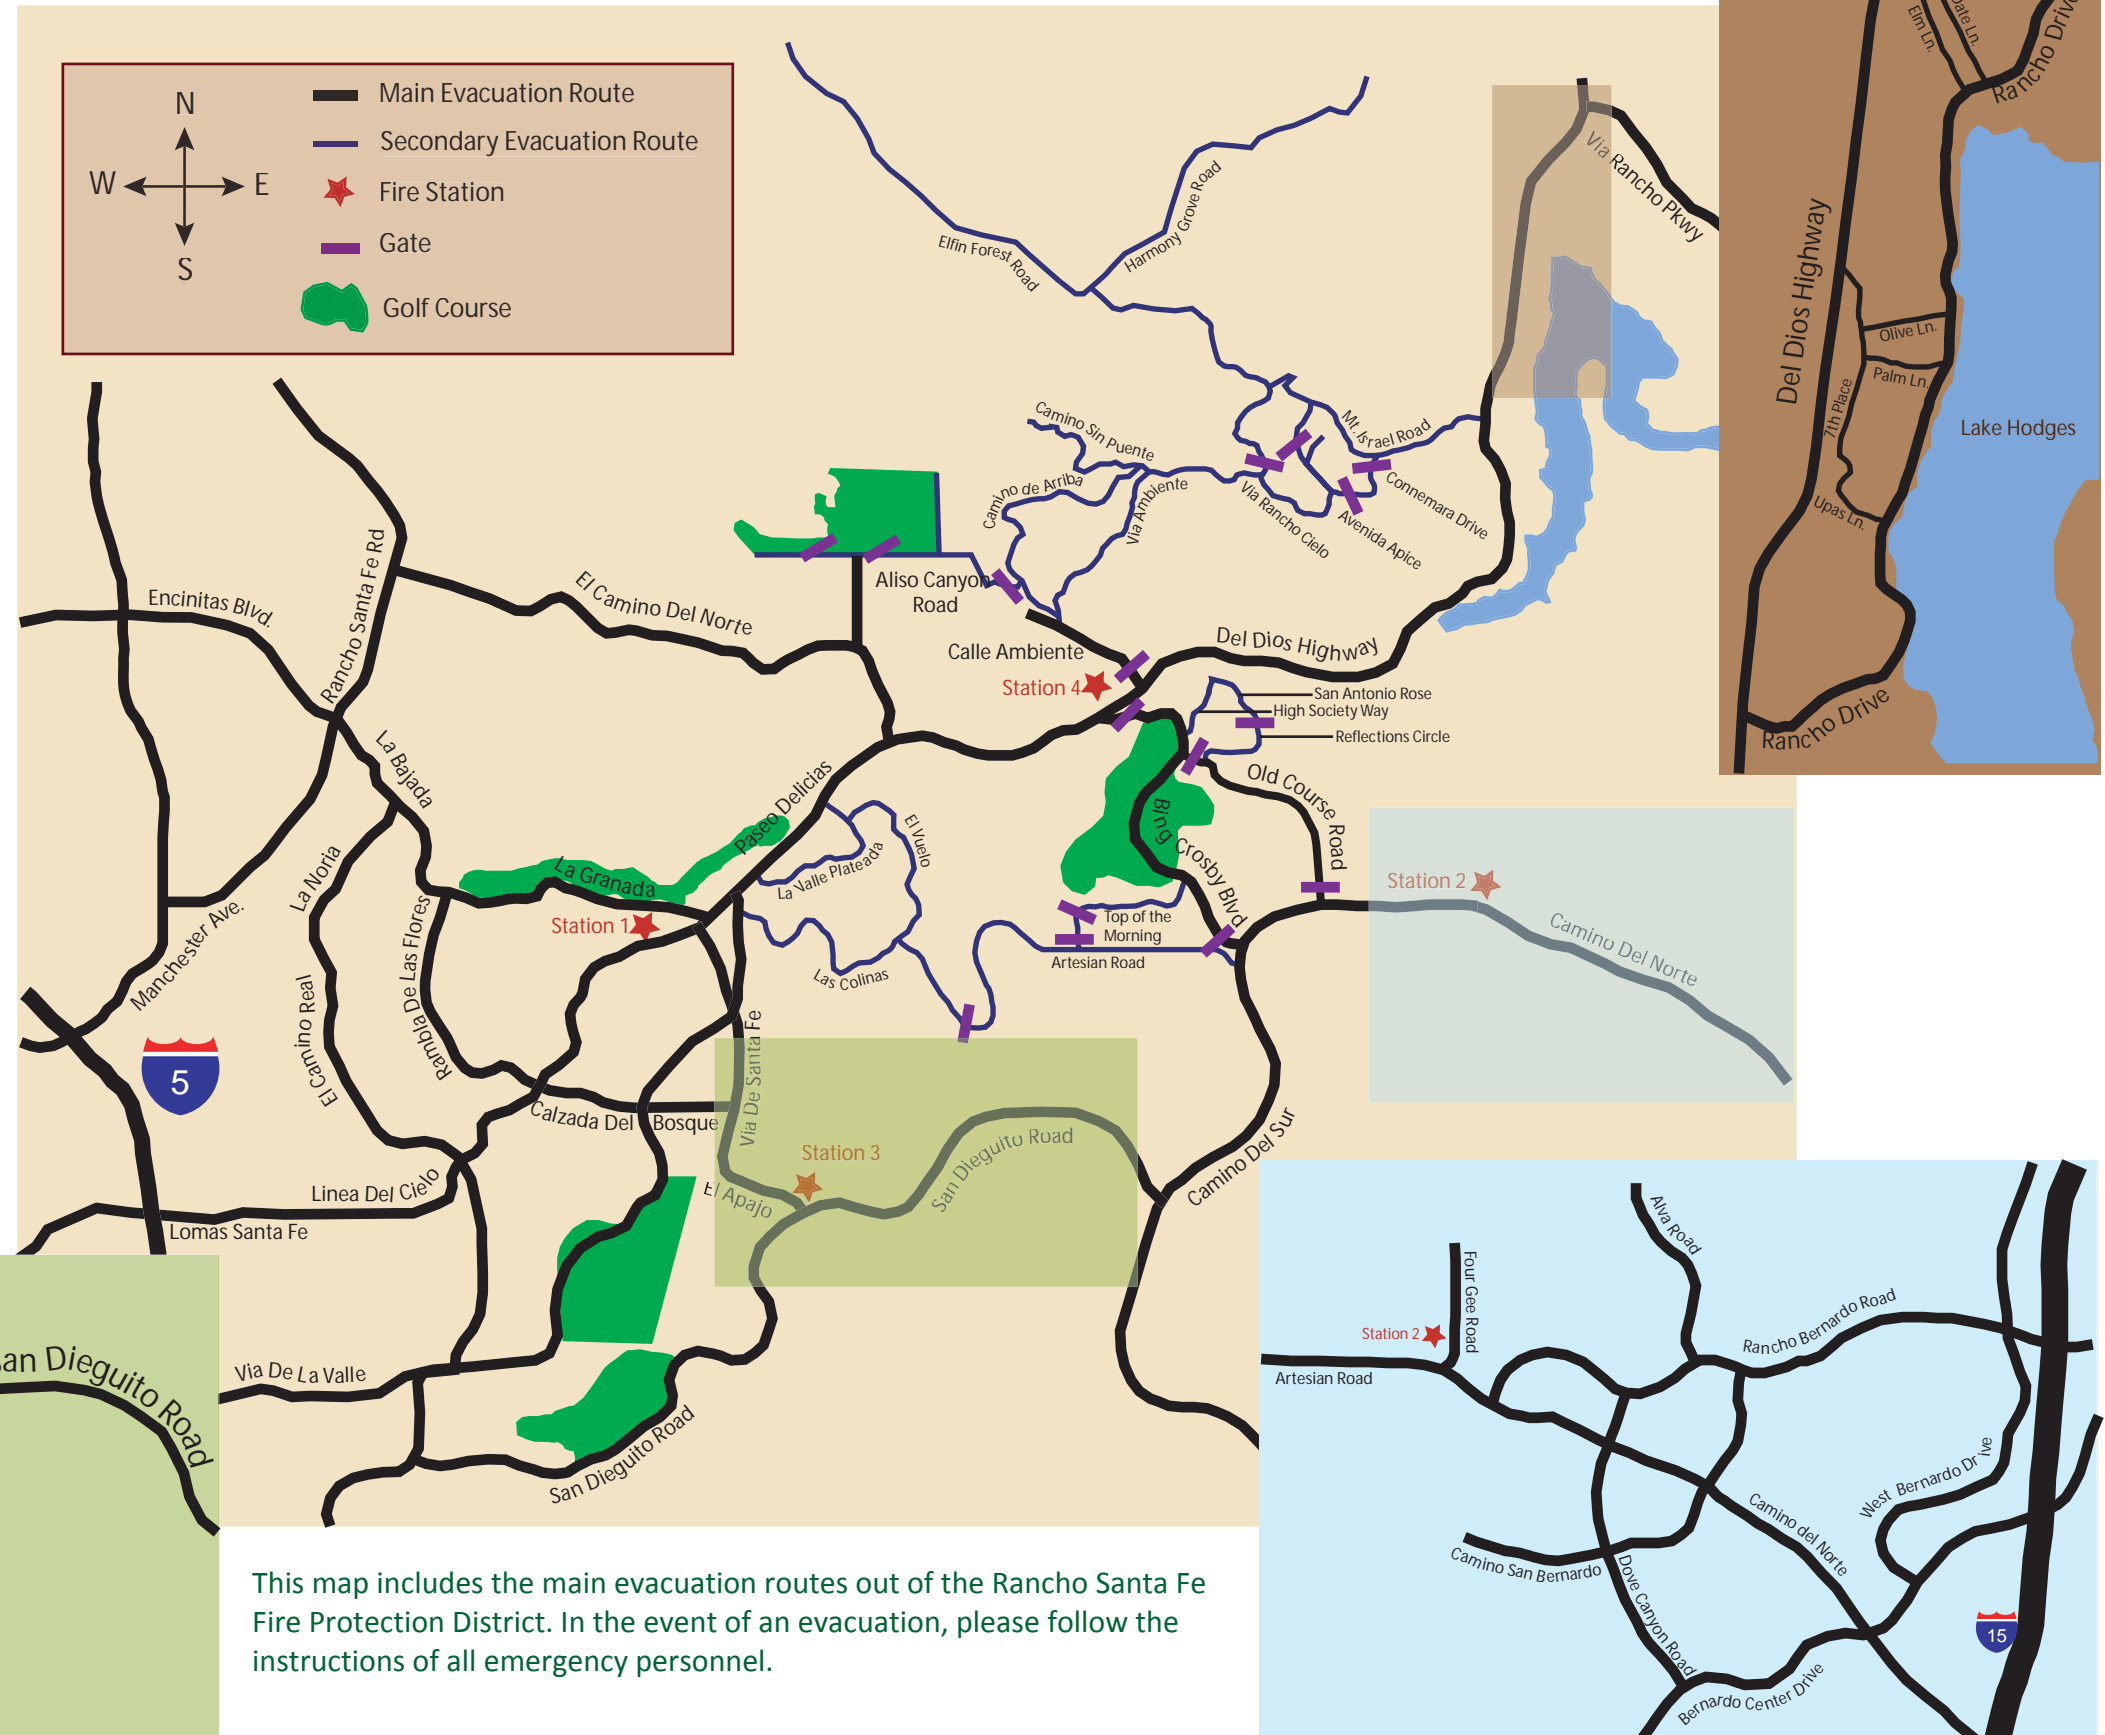 N
W
E
S
Main Evacuation Route
Secondary Evacuation Route
Fire Station
Gate
Golf Course
Elfin Forest Road
Harmony Grove Road
Via Rancho Pkwy
Camino Sin Puente
Mt. Israel Road
Camino de Arriba
Via Ambiente
Via Rancho Cielo
Avenida Apice
Connemara Drive
Aliso Canyon
Road
Calle Ambiente
Station 4
Del Dios Highway
San Antonio Rose
High Society Way
Reflections Circle
Old Course Road
Bing Crosby Blvd
Encinitas Blvd.
Rancho Santa Fe Rd
El Camino Del Norte
La Bajada
Paseo Delicias
La Valle Plateada
El Vuelo
La Granada
La Noria
Station 1
Las Colinas
Top of the
Morning
Artesian Road
Station 2
Camino Del Norte
Manchester Ave.
Rambla De Las Flores
El Camino Real
5
Via De Santa Fe
Calzada Del Bosque
Station 3
El Apajo
San Dieguito Road
Camino Del Sur
Linea Del Cielo
Lomas Santa Fe
Via De La Valle
San Dieguito Road
an Dieguito Road
Elm Ln.
ate Ln.
Rancho Drive
Del Dios Highway
Olive Ln.
Palm Ln.
7th Place
Upas Ln.
Lake Hodges
Rancho Drive
Alva Road
Four Gee Road
Station 2
Artesian Road
Rancho Bernardo Road
West Bernardo Drive
Camino del Norte
Camino San Bernardo
Dove Canyon Road
Bernardo Center Drive
15
This map includes the main evacuation routes out of the Rancho Santa Fe
Fire Protection District. In the event of an evacuation, please follow the
instructions of all emergency personnel.